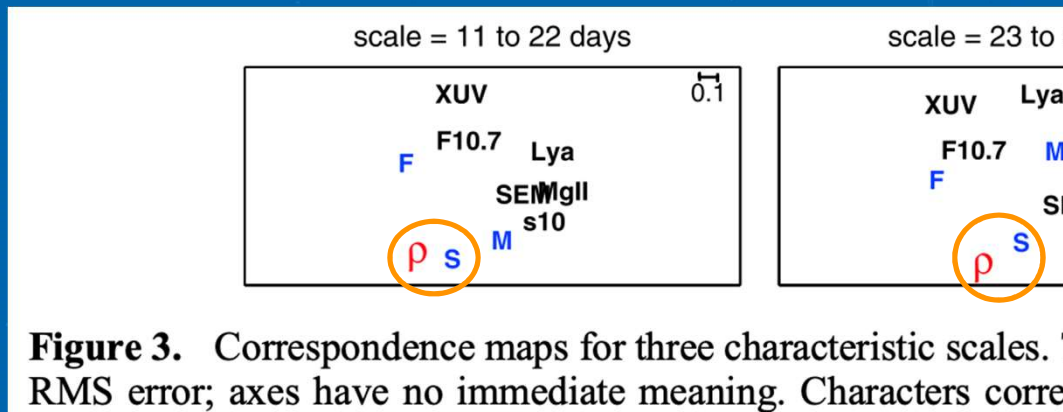 scale = 11 to 22 days
XUV
0.1
F10.7
Lya
F
SEM MgII
s10
M
ρ S
scale = 23 to
XUV Lya
F10.7 M
F
S
ρ
Figure 3. Correspondence maps for three characteristic scales.
RMS error; axes have no immediate meaning. Characters